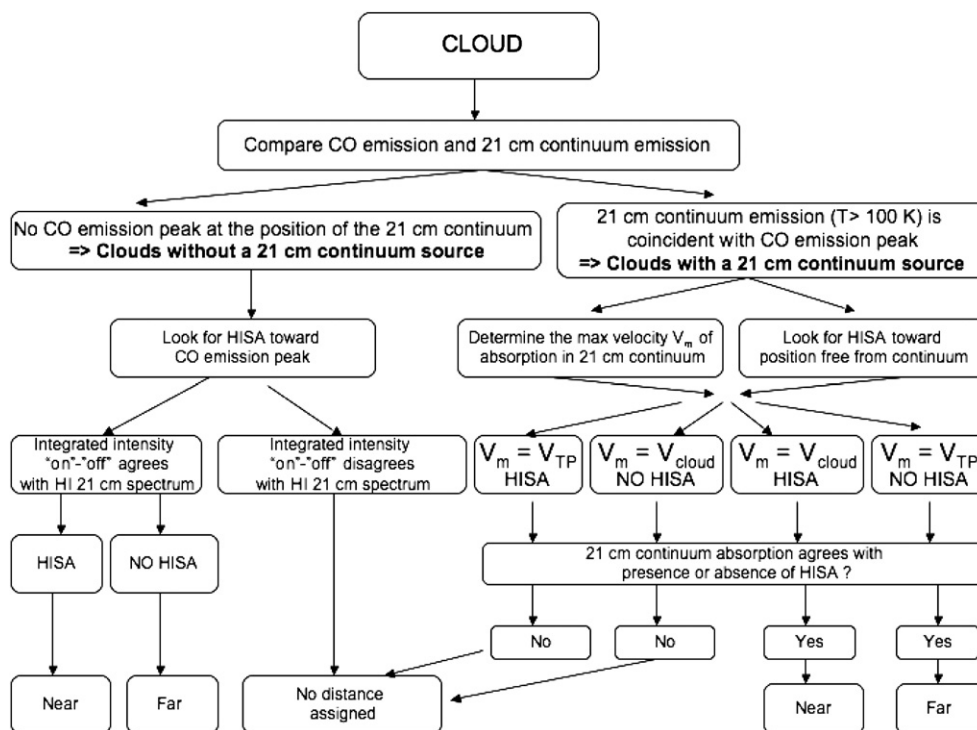 CLOUD
Compare CO emission and 21 cm continuum emission
No CO emission peak at the position of the 21 cm continuum
=> Clouds without a 21 cm continuum source
21 cm continuum emission (T> 100 K) is
coincident with CO emission peak
=> Clouds with a 21 cm continuum source
Look for HISA toward
CO emission peak
Determine the max velocity Vm of
absorption in 21 cm continuum
Look for HISA toward
position free from continuum
Integrated intensity
"on"-"off" agrees
with HI 21 cm spectrum
Integrated intensity
"on"-"off" disagrees
with HI 21 cm spectrum
Vm = VTP
HISA
Vm = Vcloud
NO HISA
Vm = Vcloud
HISA
Vm = VTP
NO HISA
HISA
NO HISA
21 cm continuum absorption agrees with
presence or absence of HISA ?
No
No
Yes
Yes
Near
Far
No distance
assigned
Near
Far